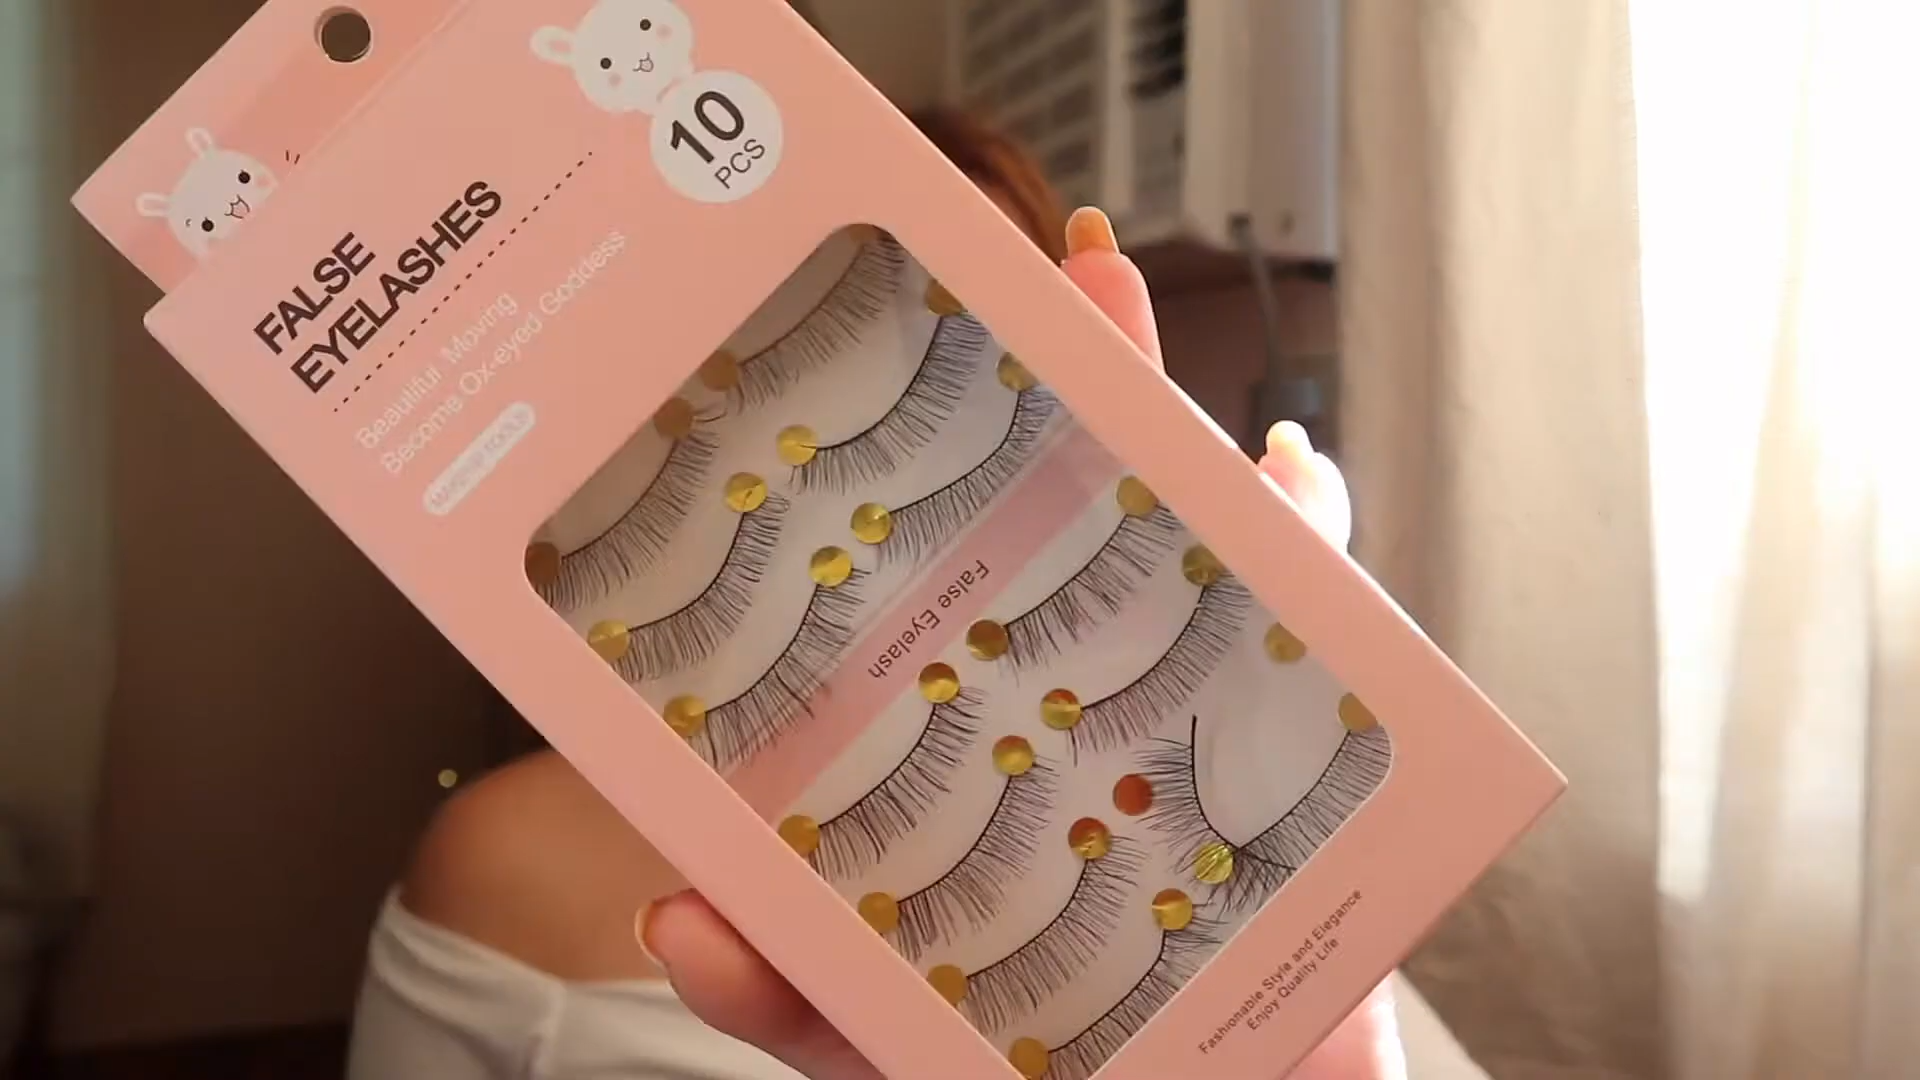 10
PCS
FALSE
EYELASHES
Beautiful Moving
Become Ox-eyed Goddess
False Eyelash
Fashionable Style and Elegance
Enjoy Quality Life